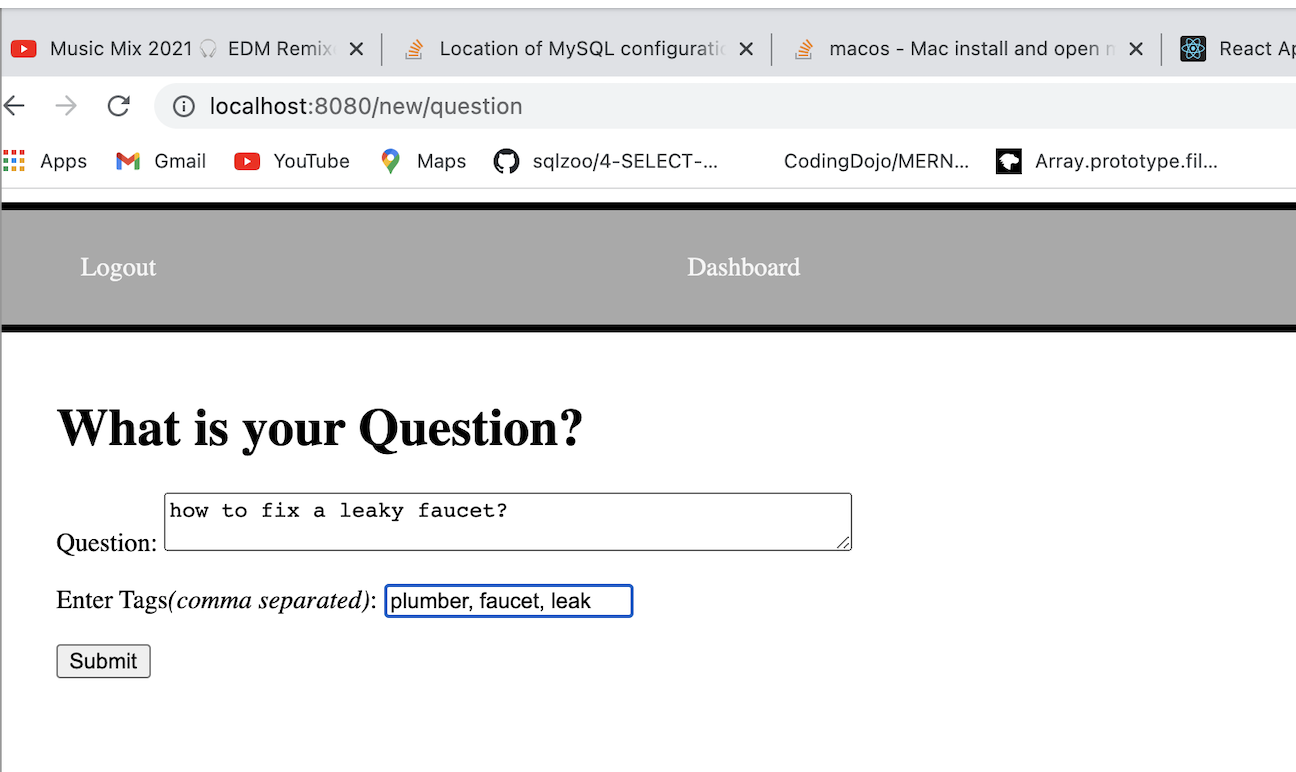 Music Mix 2021 🎧 EDM Remix
Location of MySQL configuratio
macos - Mac install and open m
React Ap
localhost:8080/new/question
Apps
Gmail
YouTube
Maps
sqlzoo/4-SELECT-...
CodingDojo/MERN...
Array.prototype.fil...
Logout
Dashboard
What is your Question?
how to fix a leaky faucet?
Question:
Enter Tags(comma separated): plumber, faucet, leak
Submit